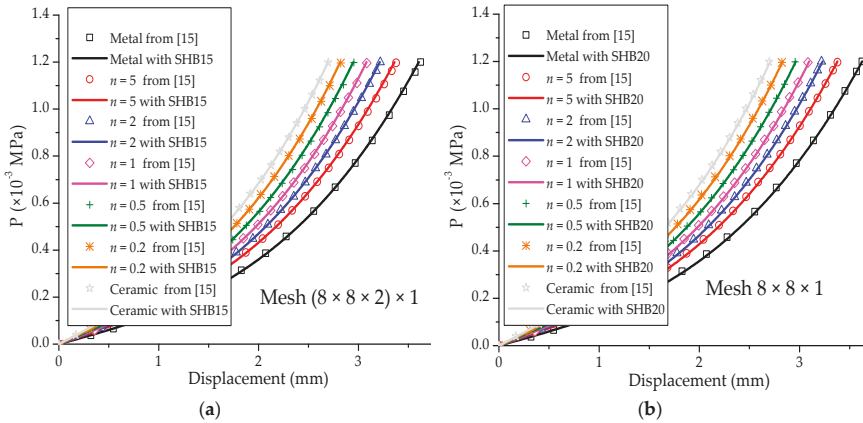 1.4
1.2
1.0
0.8
0.6
0.4
0.2
0.0
P (×10⁻³ MPa)
Metal from [15]
Metal with SHB15
n = 5 from [15]
n = 5 with SHB15
n = 2 from [15]
n = 2 with SHB15
n = 1 from [15]
n = 1 with SHB15
n = 0.5 from [15]
n = 0.5 with SHB15
n = 0.2 from [15]
n = 0.2 with SHB15
Ceramic from [15]
Ceramic with SHB15
Mesh (8 × 8 × 2) × 1
0 1 2 3
Displacement (mm)
(a)
1.4
1.2
1.0
0.8
0.6
0.4
0.2
0.0
P (×10⁻³ MPa)
Metal from [15]
Metal with SHB20
n = 5 from [15]
n = 5 with SHB20
n = 2 from [15]
n = 2 with SHB20
n = 1 from [15]
n = 1 with SHB20
n = 0.5 from [15]
n = 0.5 with SHB20
n = 0.2 from [15]
n = 0.2 with SHB20
Ceramic from [15]
Ceramic with SHB20
Mesh 8 × 8 × 1
0 1 2 3
Displacement (mm)
(b)